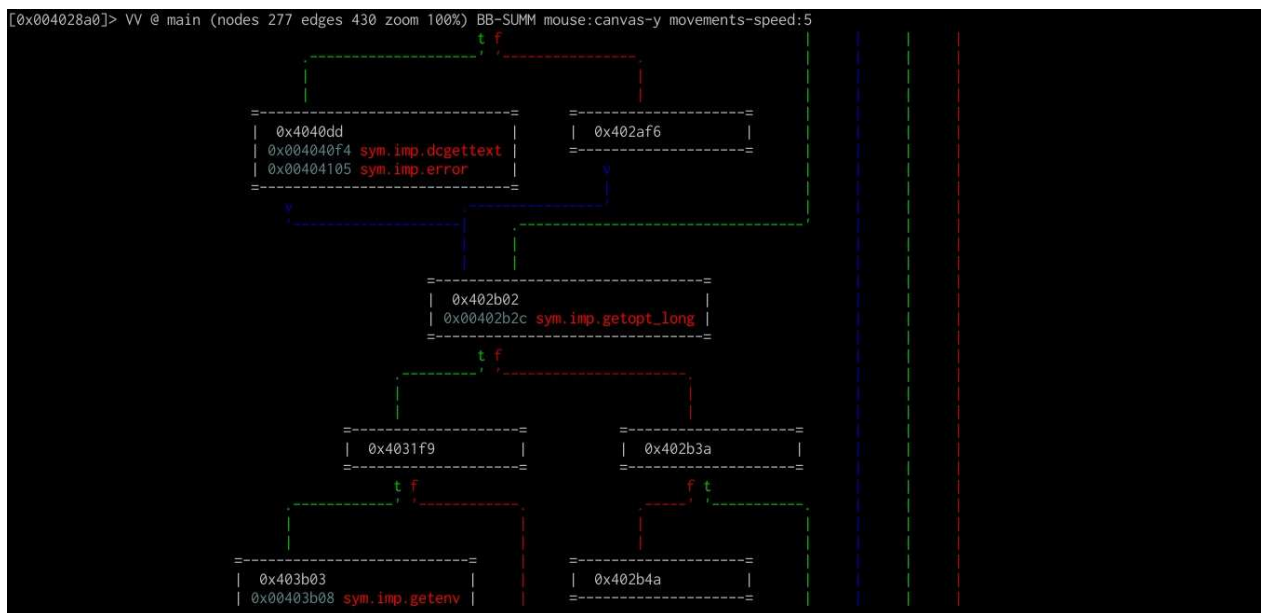 [0x004028a0]> VV @ main (nodes 277 edges 430 zoom 100%) BB-SUMM mouse:canvas-y movements-speed:5
t f
0x4040dd
0x004040f4 sym.imp.dcgettext
0x00404105 sym.imp.error
0x402af6
v
v
0x402b02
0x00402b2c sym.imp.getopt_long
t f
0x4031f9
0x402b3a
t f
f t
0x403b03
0x00403b08 sym.imp.getenv
0x402b4a